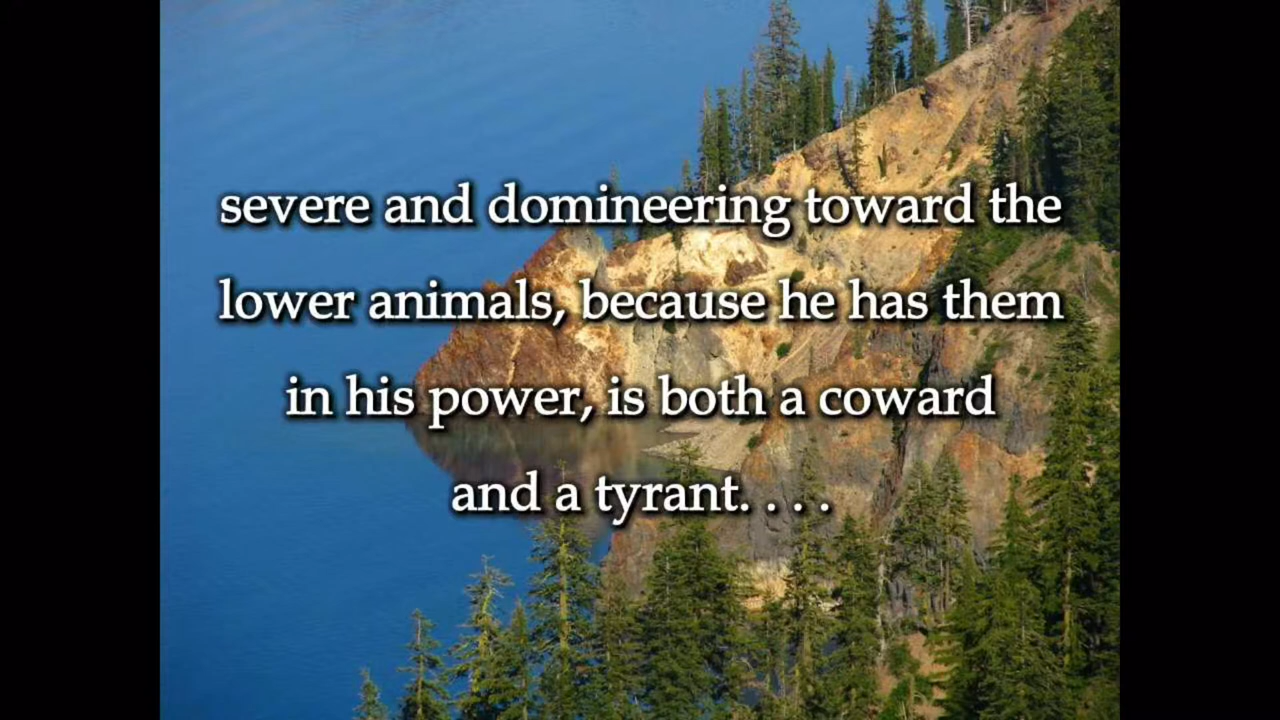 severe and domineering toward the
lower animals, because he has them
in his power, is both a coward
and a tyrant. . . .